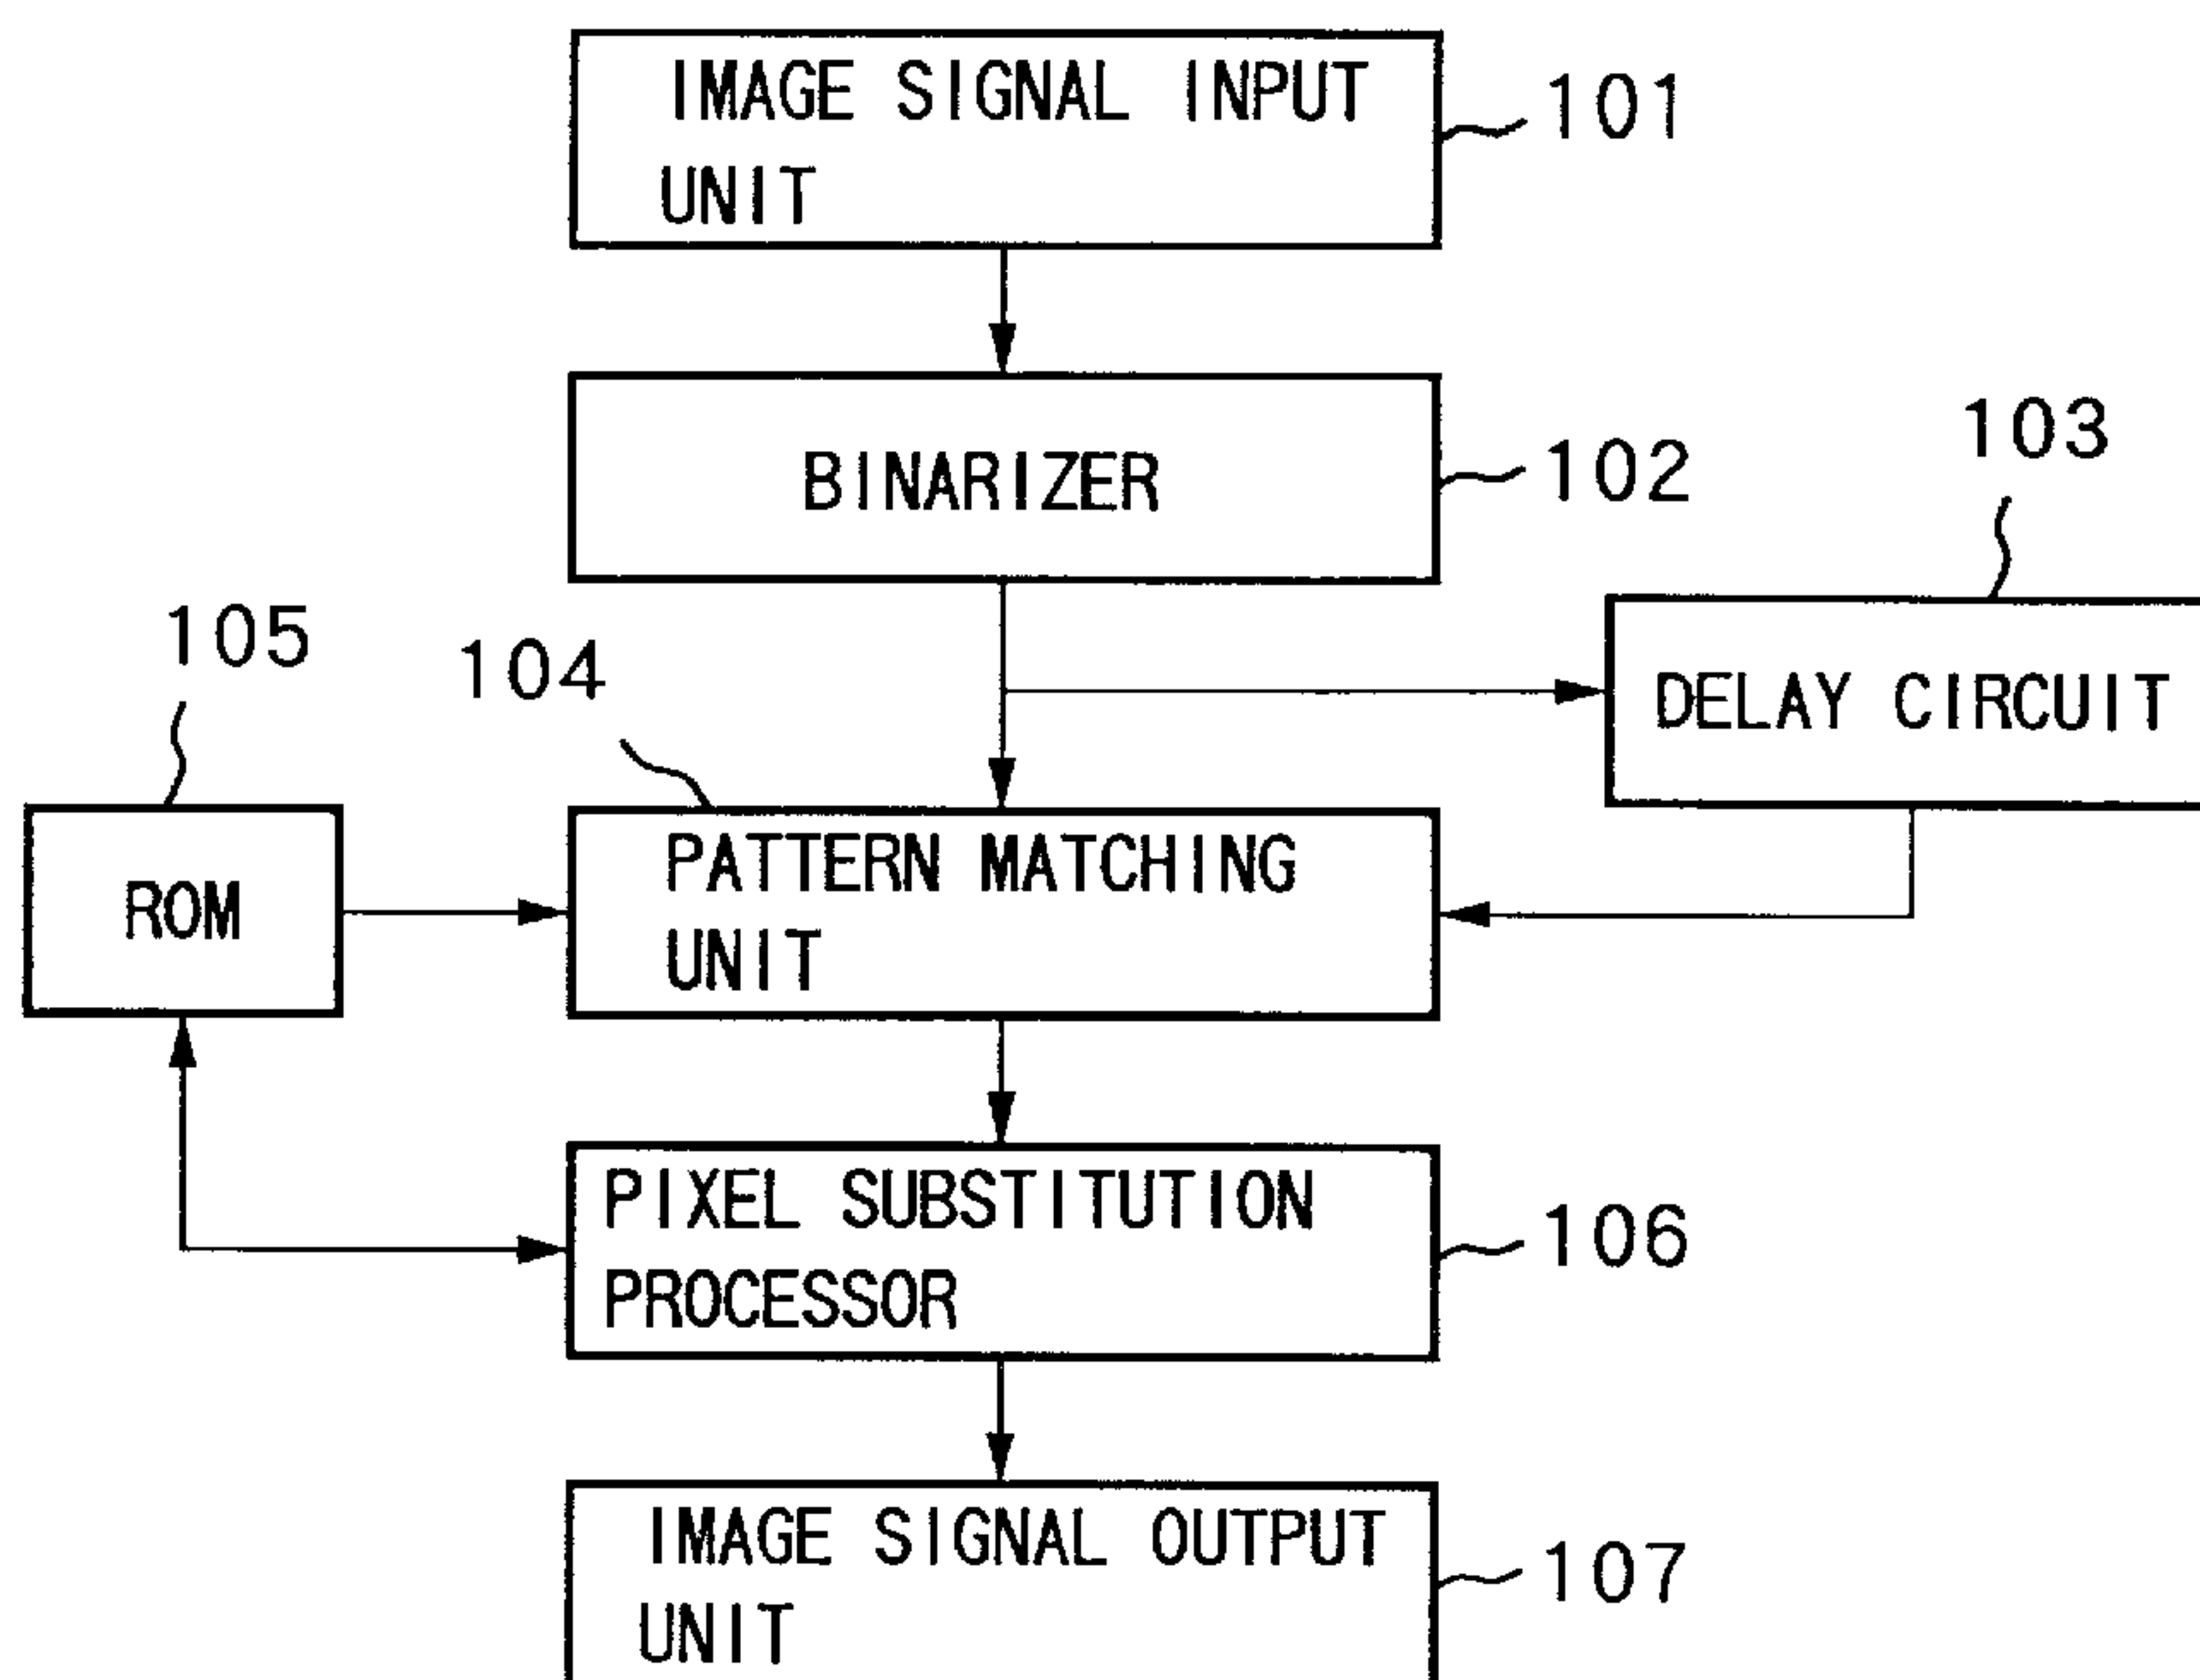 IMAGE SIGNAL INPUT
UNIT
101
BINARIZER
102
103
DELAY CIRCUIT
105
104
ROM
PATTERN MATCHING
UNIT
PIXEL SUBSTITUTION
PROCESSOR
106
IMAGE SIGNAL OUTPUT
UNIT
107